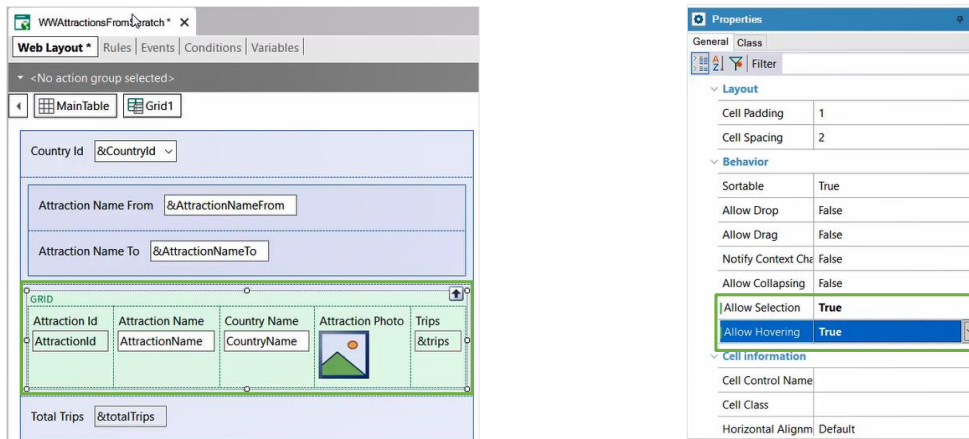 WWAttractionsFromScratch * X
Web Layout * Rules Events Conditions Variables
<No action group selected>
MainTable Grid1
Country Id &CountryId
Attraction Name From &AttractionNameFrom
Attraction Name To &AttractionNameTo
GRID
Attraction Id Attraction Name Country Name Attraction Photo Trips
AttractionId AttractionName CountryName &trips
Total Trips &totalTrips
Properties
General Class
Filter
Layout
Cell Padding 1
Cell Spacing 2
Behavior
Sortable True
Allow Drop False
Allow Drag False
Notify Context Cha False
Allow Collapsing False
Allow Selection True
Allow Hovering True
Cell information
Cell Control Name
Cell Class
Horizontal Alignm Default